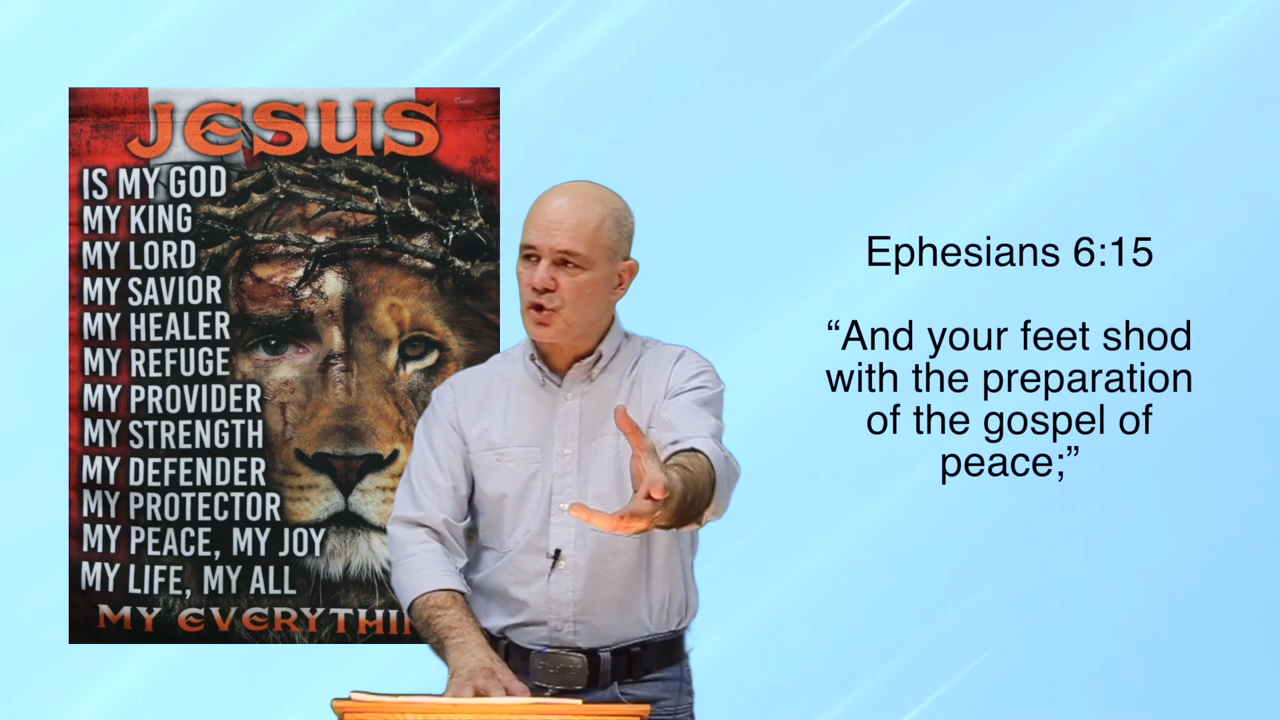 JESUS
IS MY GOD
MY KING
MY LORD
MY SAVIOR
MY HEALER
MY REFUGE
MY PROVIDER
MY STRENGTH
MY DEFENDER
MY PROTECTOR
MY PEACE, MY JOY
MY LIFE, MY ALL
MY EVERYTHIN
Ephesians 6:15
“And your feet shod
with the preparation
of the gospel of
peace;”